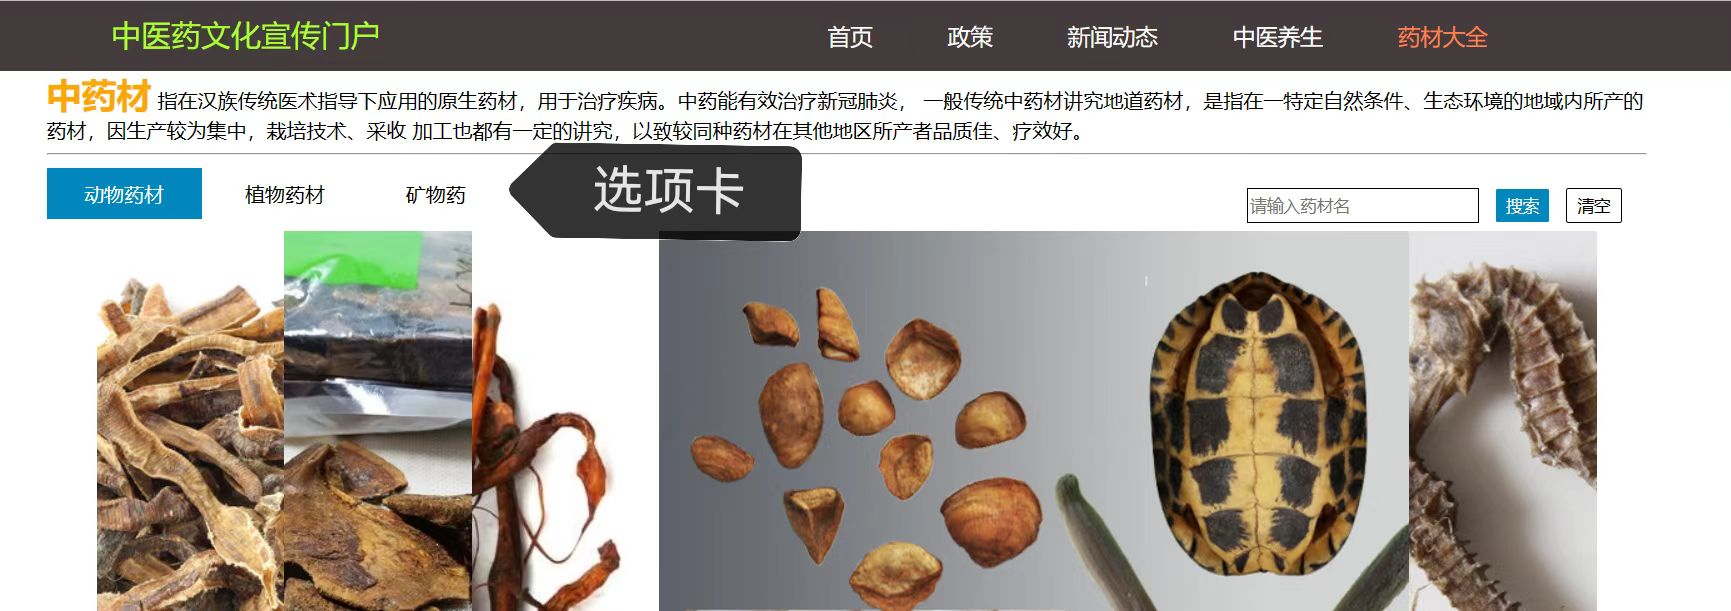 中医药文化宣传门户 首页 政策 新闻动态 中医养生 药材大全
中药材 指在汉族传统医术指导下应用的原生药材，用于治疗疾病。中药能有效治疗新冠肺炎， 一般传统中药材讲究地道药材，是指在一特定自然条件、生态环境的地域内所产的
药材，因生产较为集中，栽培技术、采收 加工也都有一定的讲究，以致较同种药材在其他地区所产者品质佳、疗效好。
动物药材 植物药材 矿物药 选项卡 请输入药材名 搜索 清空